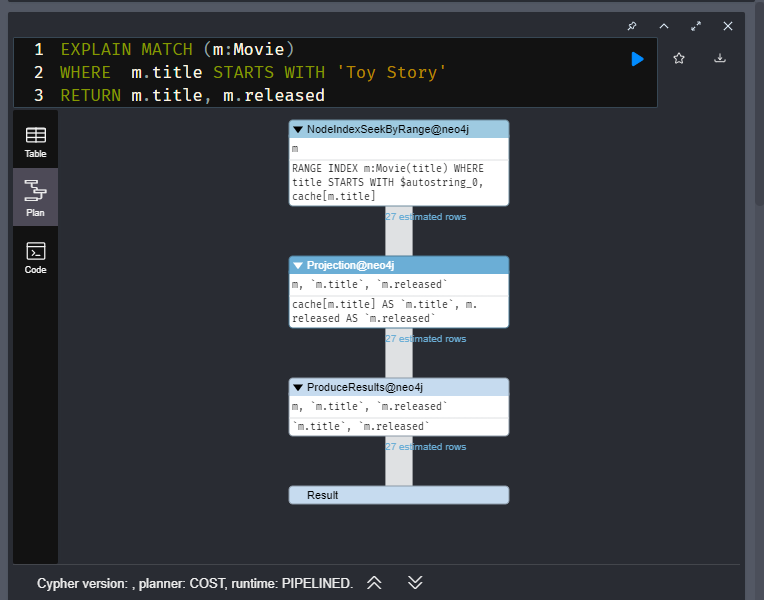 1 EXPLAIN MATCH (m:Movie)
2 WHERE  m.title STARTS WITH 'Toy Story'
3 RETURN m.title, m.released
Table
Plan
Code
NodeIndexSeekByRange@neo4j
m
RANGE INDEX m:Movie(title) WHERE
title STARTS WITH $autostring_0,
cache[m.title]
27 estimated rows
Projection@neo4j
m, `m.title`, `m.released`
cache[m.title] AS `m.title`, m.
released AS `m.released`
27 estimated rows
ProduceResults@neo4j
m, `m.title`, `m.released`
`m.title`, `m.released`
27 estimated rows
Result
Cypher version: , planner: COST, runtime: PIPELINED.